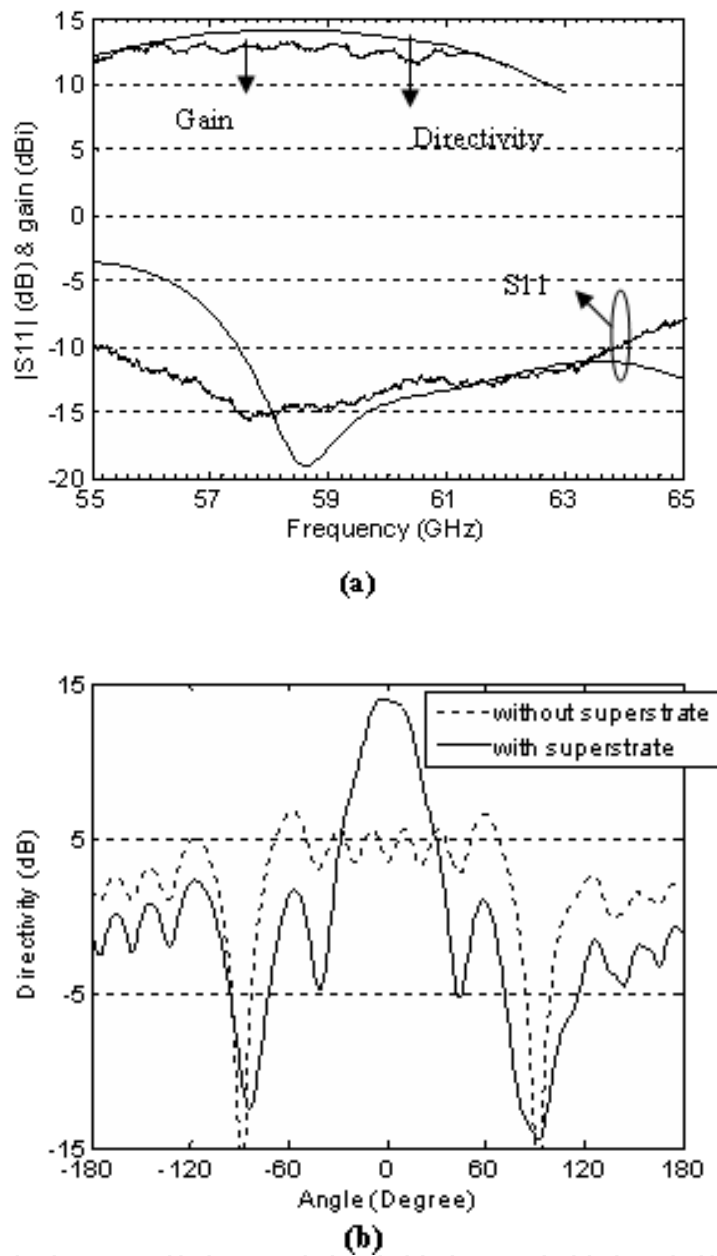 15
10
5
0
-5
-10
-15
-20
|S11| (dB) & gain (dBi)
Gain
Directivity
S11
55 57 59 61 63 65
Frequency (GHz)
(a)
15
5
-5
-15
Directivity (dB)
without superstrate
with superstrate
-180 -120 -60 0 60 120 180
Angle (Degree)
(b)